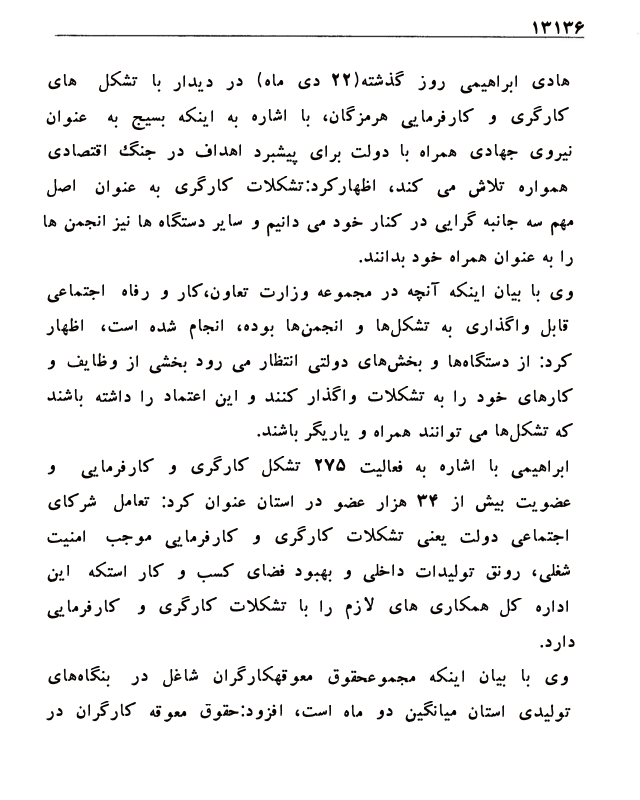 ۱۳۱۳۶
هادی ابراهیمی روز گذشته(۲۲ دی ماه) در دیدار با تشکل های
کارگری و کارفرمایی هرمزگان، با اشاره به اینکه بسیج به عنوان
نیروی جهادی همراه با دولت برای پیشبرد اهداف در جنگ اقتصادی
همواره تلاش می کند، اظهارکرد:تشکلات کارگری به عنوان اصل
مهم سه جانبه گرایی در کنار خود می دانیم و سایر دستگاه ها نیز انجمن ها
را به عنوان همراه خود بدانند.
وی با بیان اینکه آنچه در مجموعه وزارت تعاون،کار و رفاه اجتماعی
قابل واگذاری به تشکل‌ها و انجمن‌ها بوده، انجام شده است، اظهار
کرد: از دستگاه‌ها و بخش‌های دولتی انتظار می رود بخشی از وظایف و
کارهای خود را به تشکلات واگذار کنند و این اعتماد را داشته باشند
که تشکل‌ها می توانند همراه و یاریگر باشند.
ابراهیمی با اشاره به فعالیت ۲۷۵ تشکل کارگری و کارفرمایی و
عضویت بیش از ۳۴ هزار عضو در استان عنوان کرد: تعامل شرکای
اجتماعی دولت یعنی تشکلات کارگری و کارفرمایی موجب امنیت
شغلی، رونق تولیدات داخلی و بهبود فضای کسب و کار استکه این
اداره کل همکاری های لازم را با تشکلات کارگری و کارفرمایی
دارد.
وی با بیان اینکه مجموعحقوق معوقهکارگران شاغل در بنگاه‌های
تولیدی استان میانگین دو ماه است، افزود:حقوق معوقه کارگران در